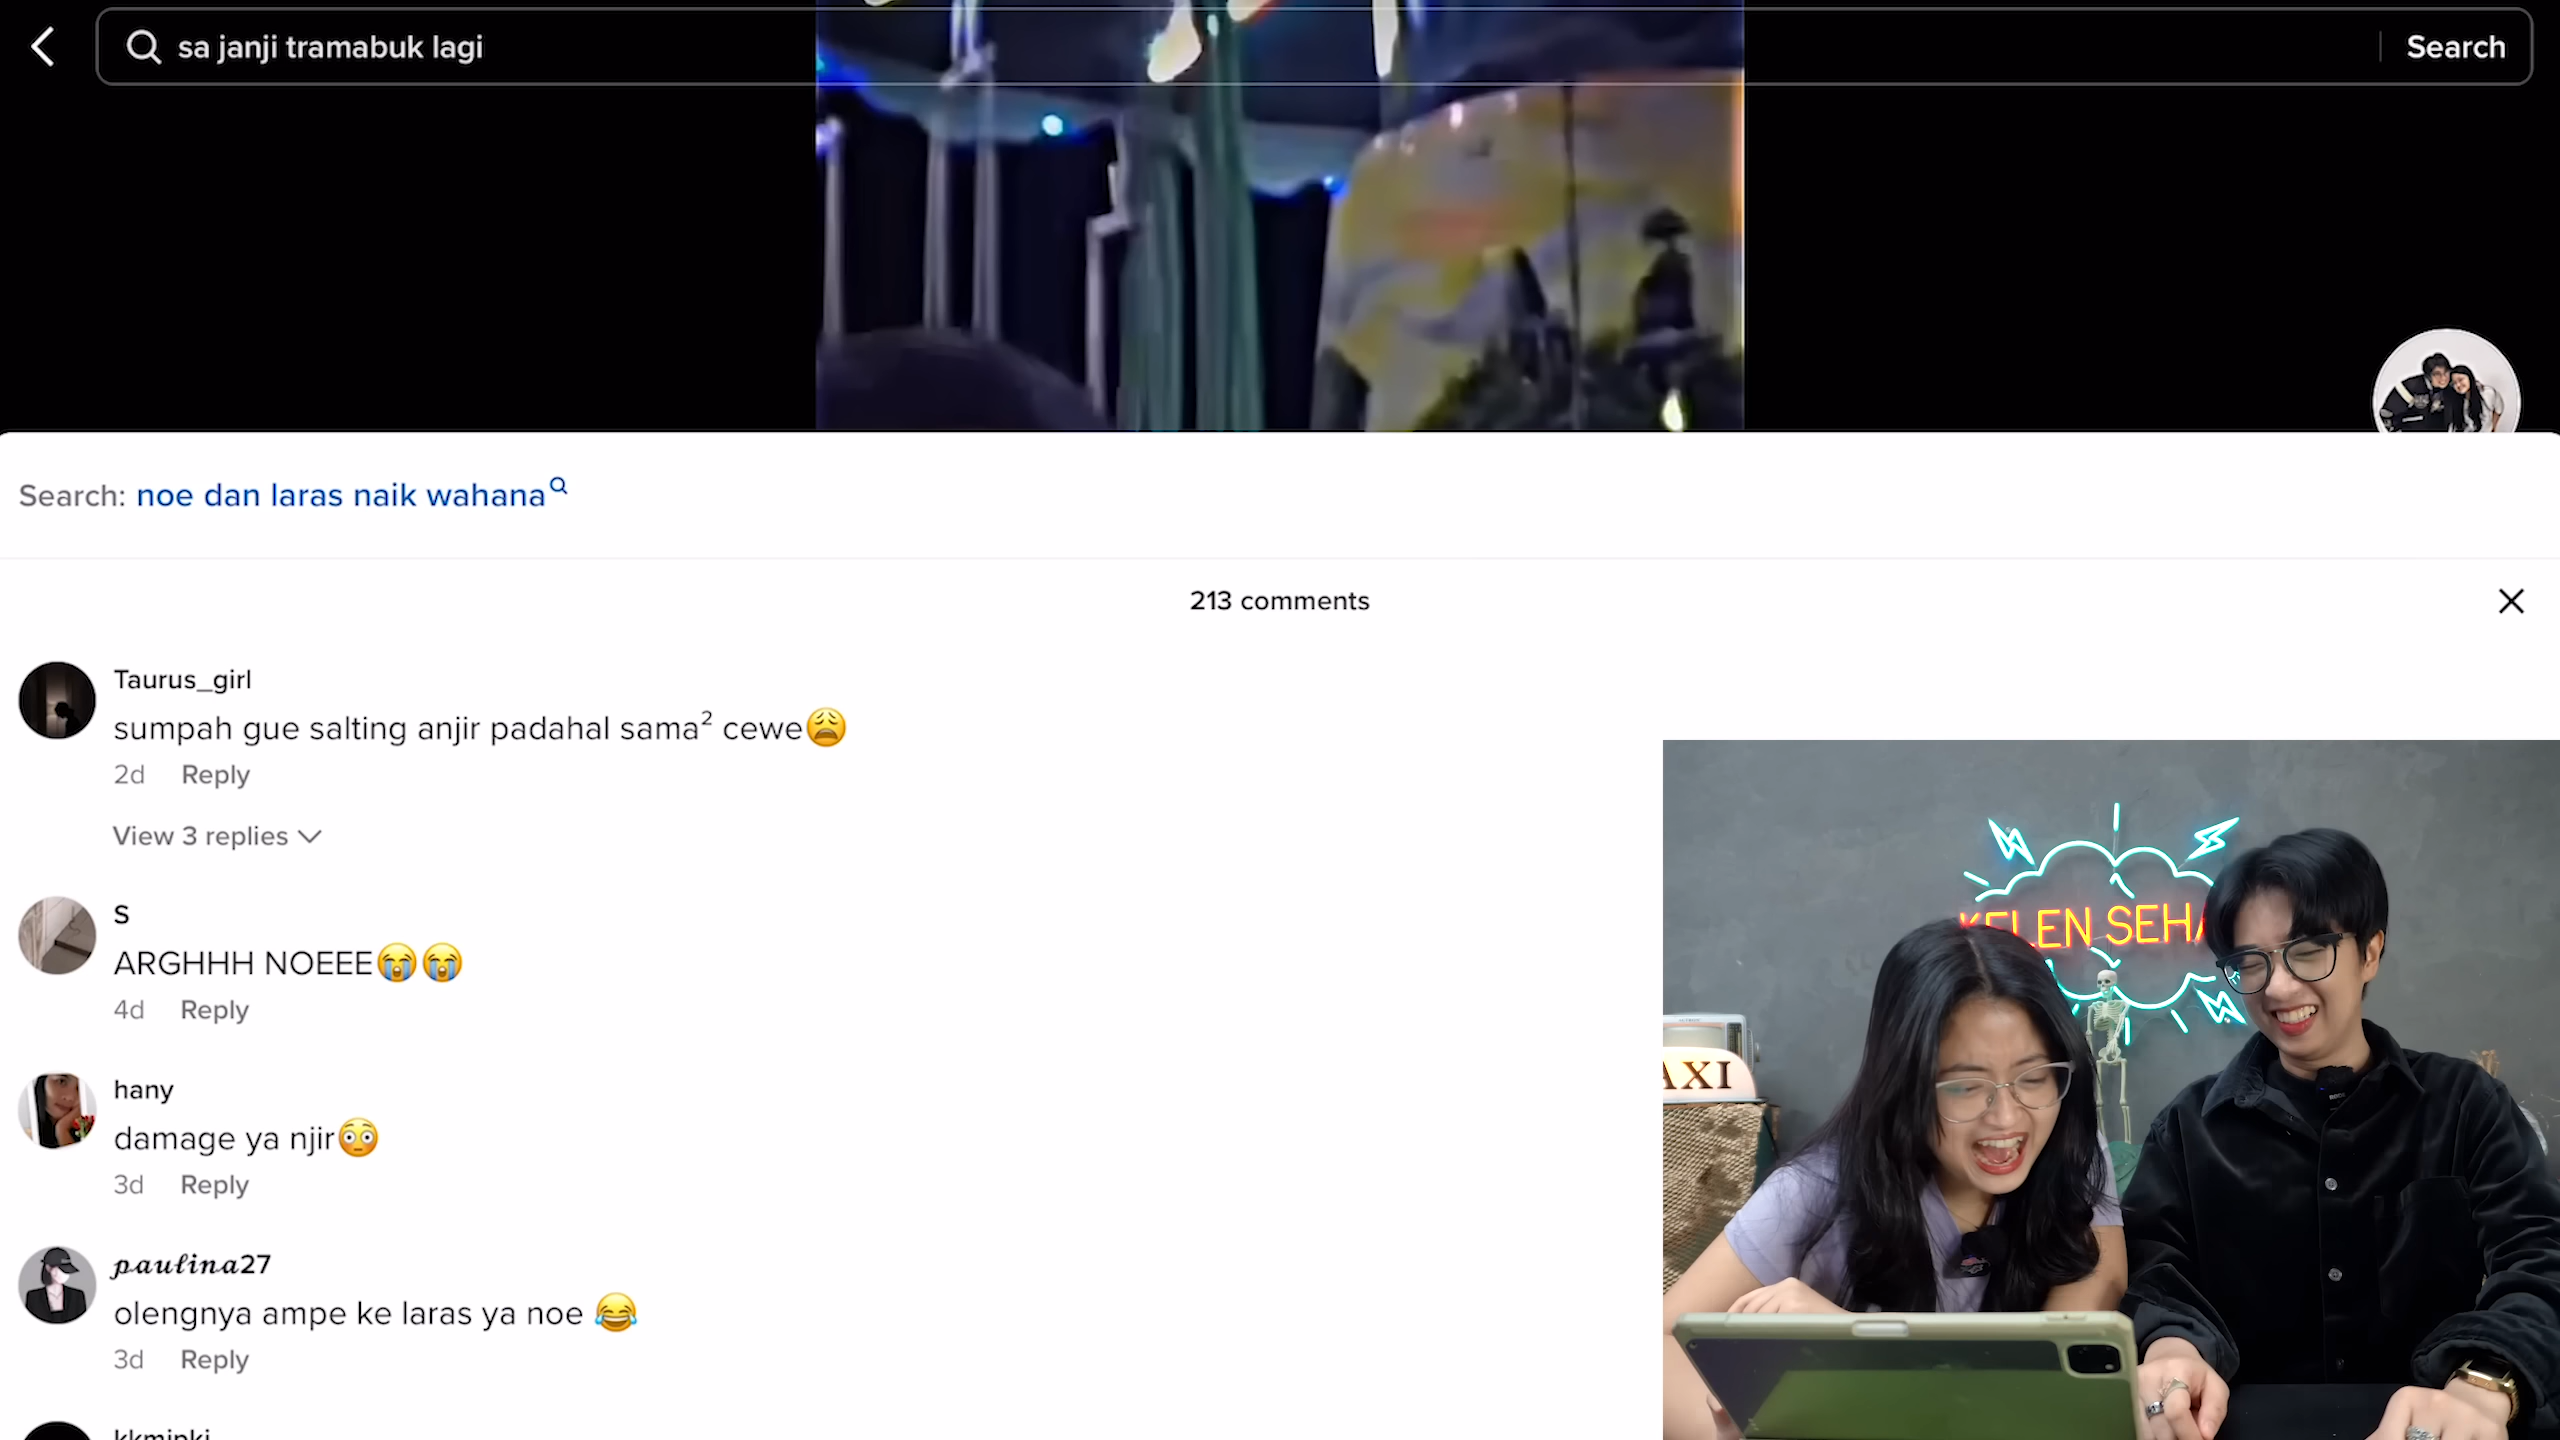 sa janji tramabuk lagi
Search
Search: noe dan laras naik wahana
213 comments
Taurus_girl
sumpah gue salting anjir padahal sama² cewe😩
2d Reply
View 3 replies
S
ARGHHH NOEEE😭😭
4d Reply
hany
damage ya njir😳
3d Reply
𝓹𝓪𝓾𝓵𝓲𝓷𝓪27
olengnya ampe ke laras ya noe 😂
3d Reply
KELEN SEHA
AXI